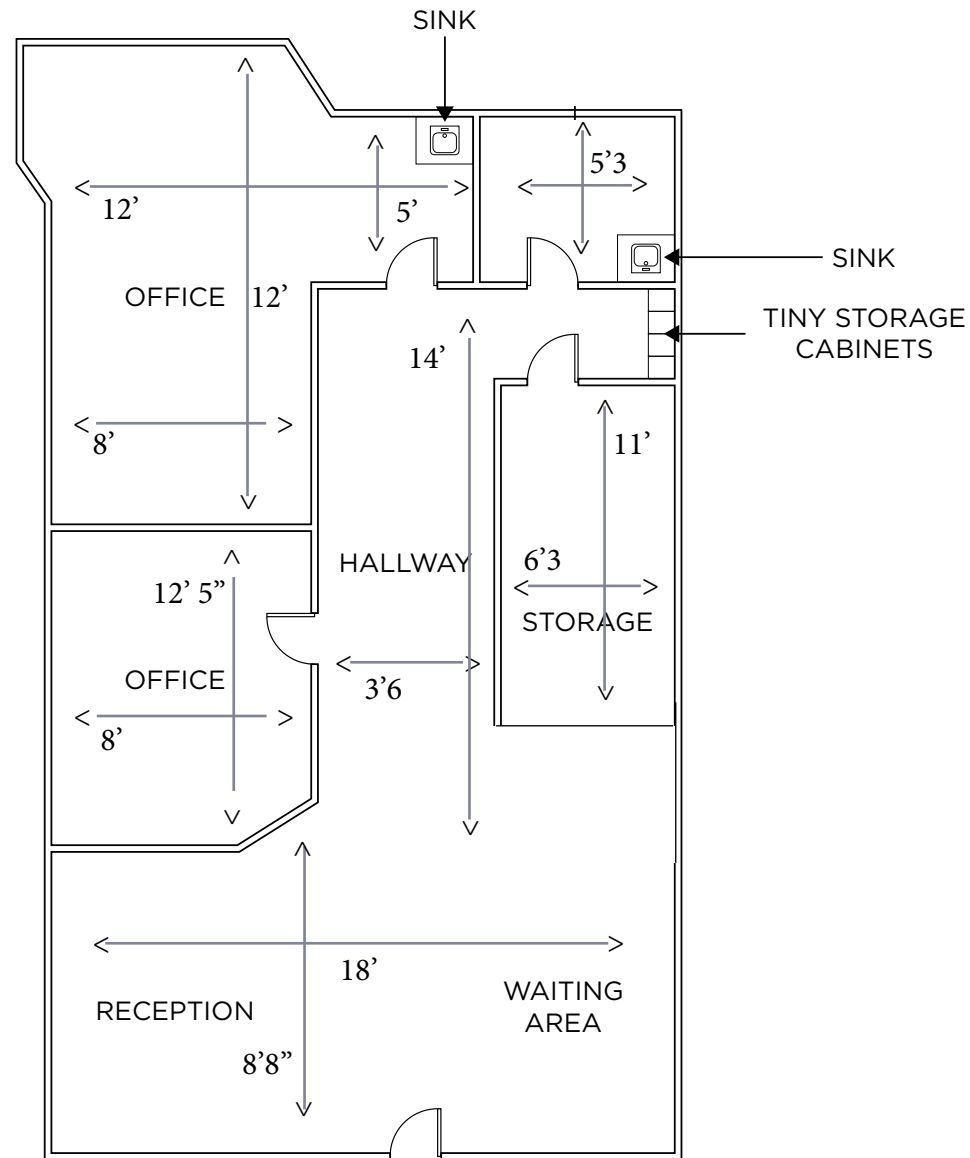 SINK
5’3
12’
5’
SINK
OFFICE
12’
TINY STORAGE
CABINETS
14’
8’
11’
HALLWAY
6’3
12’ 5”
STORAGE
OFFICE
3’6
8’
18’
WAITING
AREA
RECEPTION
8’8”